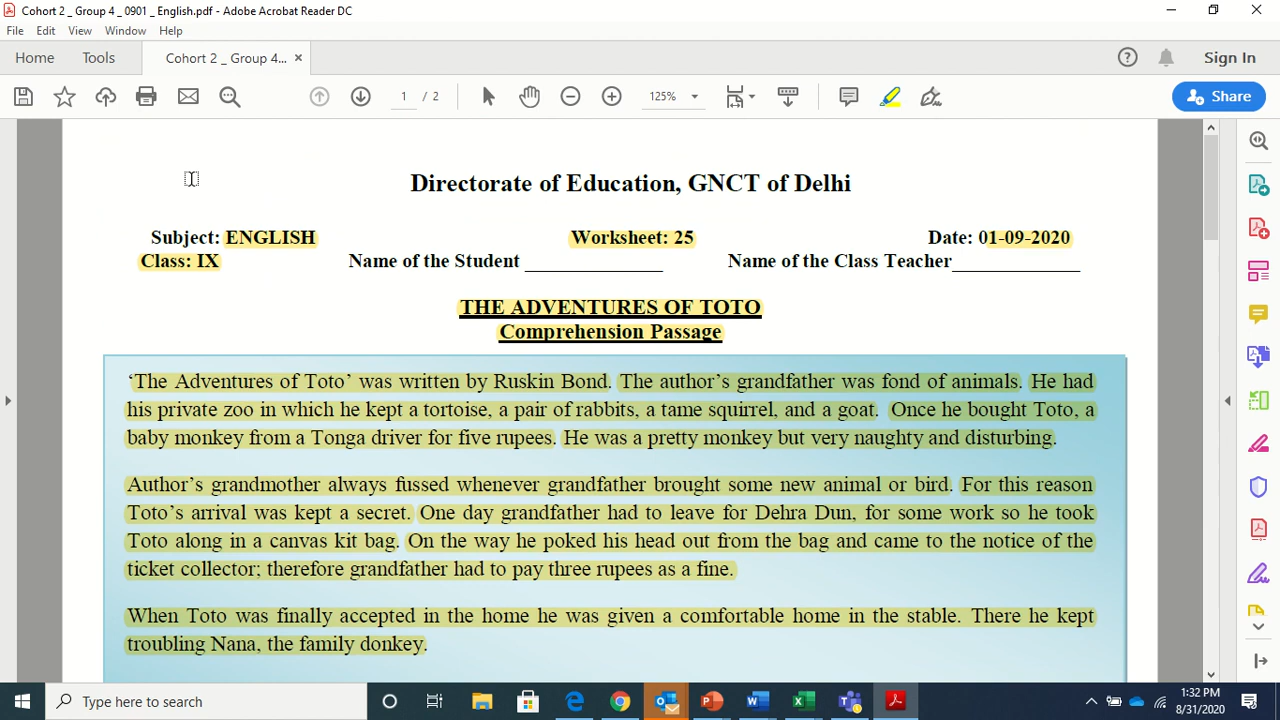 Cohort 2 _ Group 4 _ 0901 _ English.pdf - Adobe Acrobat Reader DC
File Edit View Window Help
Home Tools Cohort 2 _ Group 4... × Sign In
1 / 2 125% Share
Directorate of Education, GNCT of Delhi
Subject: ENGLISH Worksheet: 25 Date: 01-09-2020
Class: IX Name of the Student ______________ Name of the Class Teacher_____________
THE ADVENTURES OF TOTO
Comprehension Passage
‘The Adventures of Toto’ was written by Ruskin Bond. The author’s grandfather was fond of animals. He had
his private zoo in which he kept a tortoise, a pair of rabbits, a tame squirrel, and a goat. Once he bought Toto, a
baby monkey from a Tonga driver for five rupees. He was a pretty monkey but very naughty and disturbing.
Author’s grandmother always fussed whenever grandfather brought some new animal or bird. For this reason
Toto’s arrival was kept a secret. One day grandfather had to leave for Dehra Dun, for some work so he took
Toto along in a canvas kit bag. On the way he poked his head out from the bag and came to the notice of the
ticket collector; therefore grandfather had to pay three rupees as a fine.
When Toto was finally accepted in the home he was given a comfortable home in the stable. There he kept
troubling Nana, the family donkey.
Type here to search
1:32 PM
8/31/2020